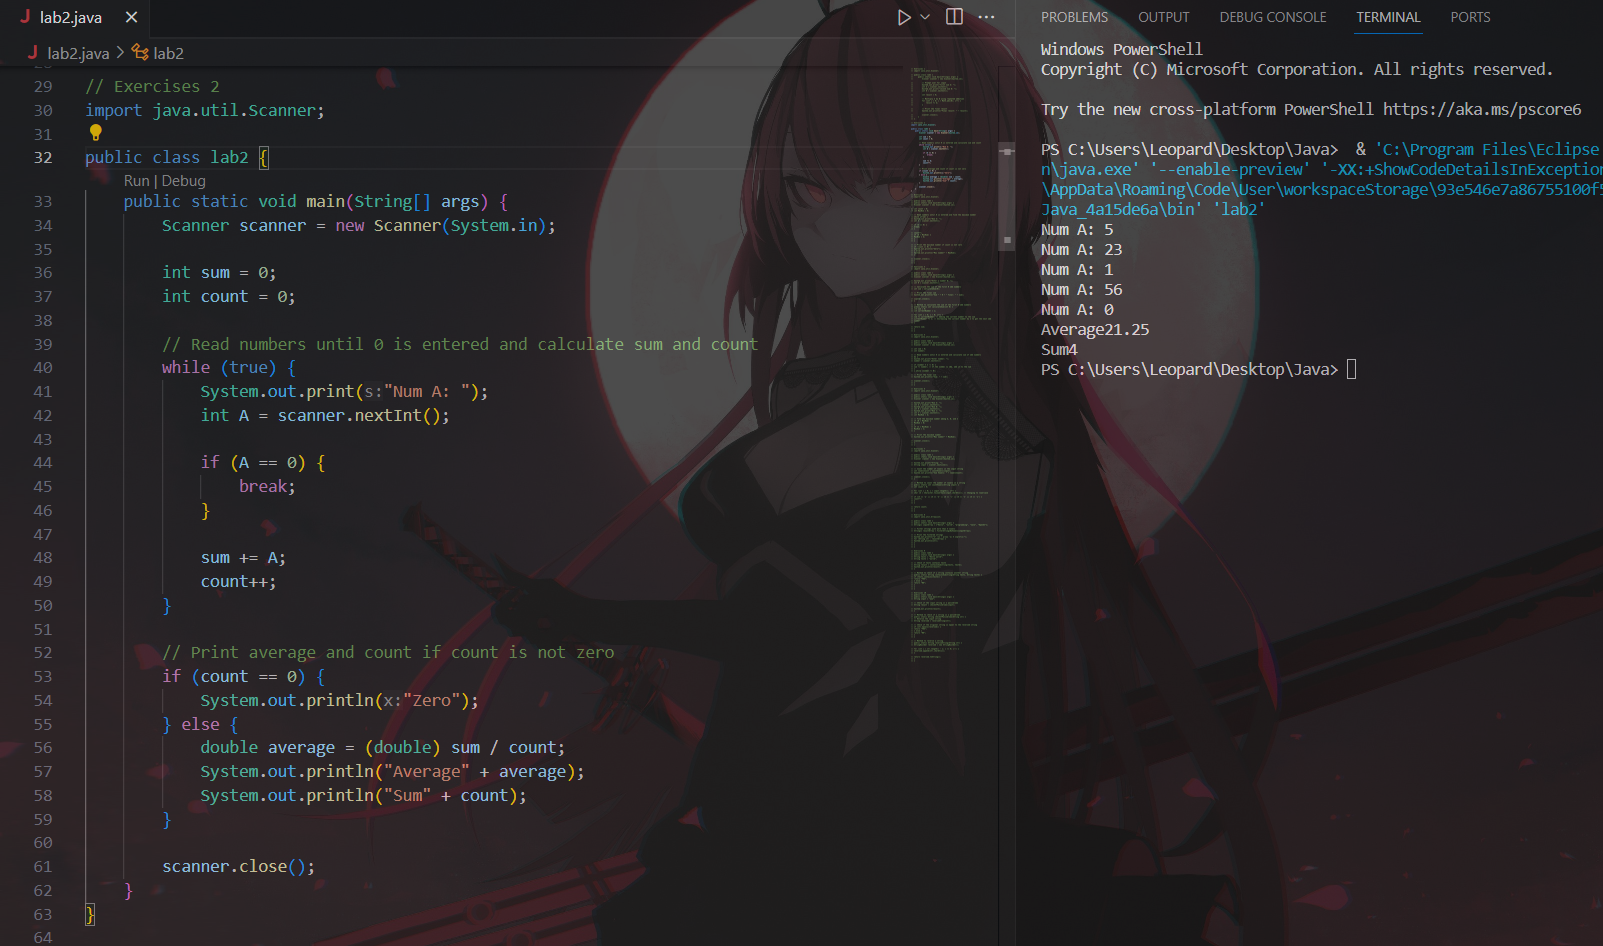 lab2.java
lab2.java > lab2
29 // Exercises 2
30 import java.util.Scanner;
31
32 public class lab2 {
Run | Debug
33 public static void main(String[] args) {
34 Scanner scanner = new Scanner(System.in);
35
36 int sum = 0;
37 int count = 0;
38
39 // Read numbers until 0 is entered and calculate sum and count
40 while (true) {
41 System.out.print(s:"Num A: ");
42 int A = scanner.nextInt();
43
44 if (A == 0) {
45 break;
46 }
47
48 sum += A;
49 count++;
50 }
51
52 // Print average and count if count is not zero
53 if (count == 0) {
54 System.out.println(x:"Zero");
55 } else {
56 double average = (double) sum / count;
57 System.out.println("Average" + average);
58 System.out.println("Sum" + count);
59 }
60
61 scanner.close();
62 }
63 }
64
PROBLEMS OUTPUT DEBUG CONSOLE TERMINAL PORTS
Windows PowerShell
Copyright (C) Microsoft Corporation. All rights reserved.
Try the new cross-platform PowerShell https://aka.ms/pscore6
PS C:\Users\Leopard\Desktop\Java> & 'C:\Program Files\Eclipse
n\java.exe' '--enable-preview' '-XX:+ShowCodeDetailsInException
\AppData\Roaming\Code\User\workspaceStorage\93e546e7a86755100f5
Java_4a15de6a\bin' 'lab2'
Num A: 5
Num A: 23
Num A: 1
Num A: 56
Num A: 0
Average21.25
Sum4
PS C:\Users\Leopard\Desktop\Java>